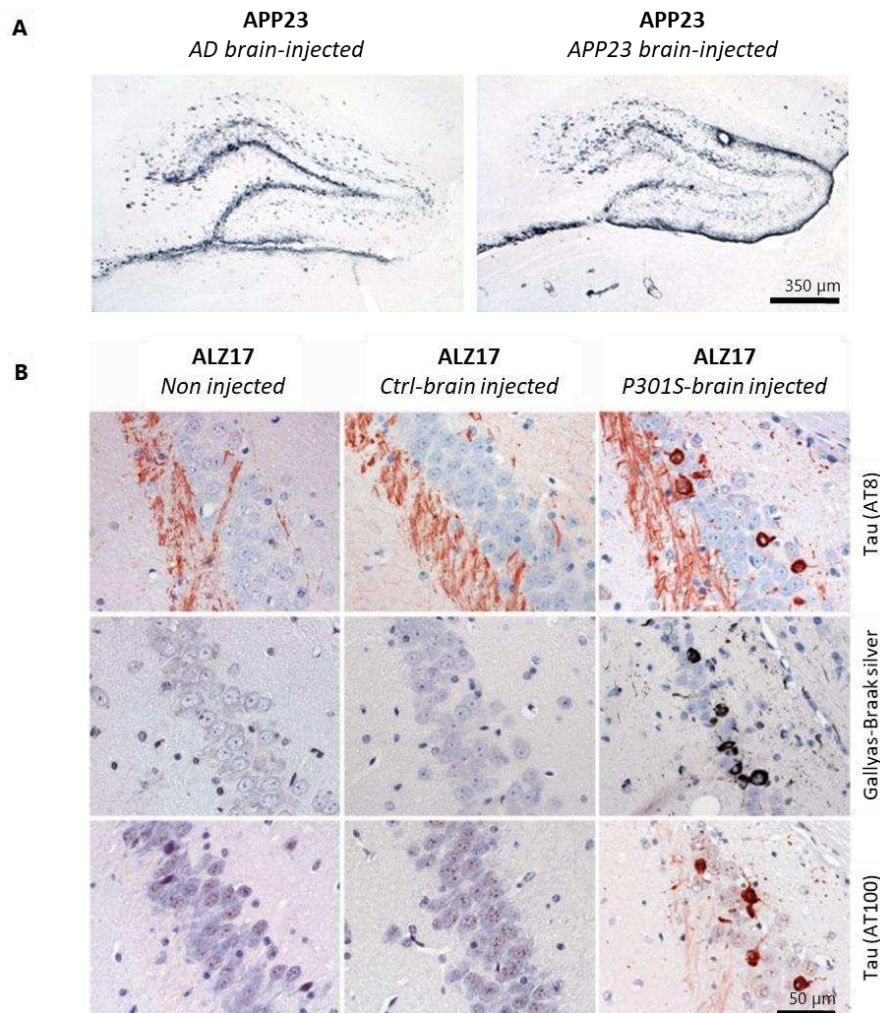 A
APP23
AD brain-injected
APP23
APP23 brain-injected
350 µm
B
ALZ17
Non injected
ALZ17
Ctrl-brain injected
ALZ17
P301S-brain injected
Tau (AT8)
Gallyas-Braak silver
Tau (AT100)
50 µm